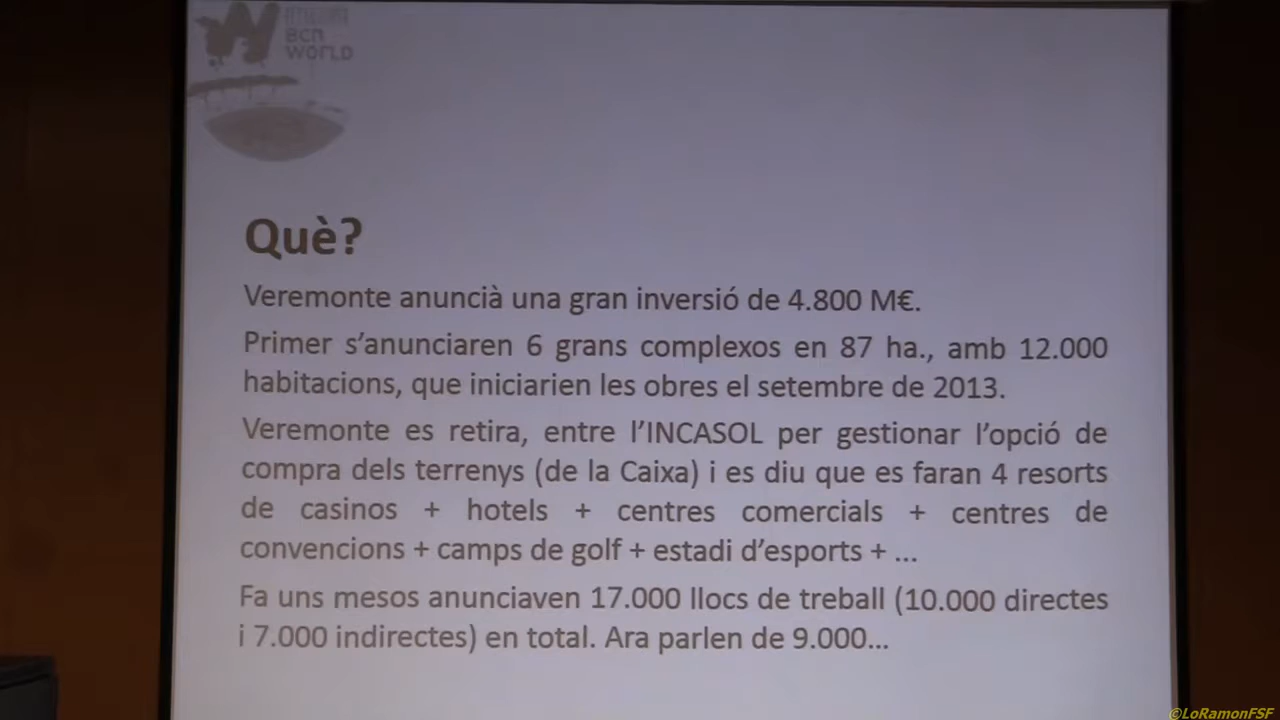 BCN
WORLD
Què?
Veremonte anuncià una gran inversió de 4.800 M€.
Primer s’anunciaren 6 grans complexos en 87 ha., amb 12.000
habitacions, que iniciarien les obres el setembre de 2013.
Veremonte es retira, entre l’INCASOL per gestionar l’opció de
compra dels terrenys (de la Caixa) i es diu que es faran 4 resorts
de casinos + hotels + centres comercials + centres de
convencions + camps de golf + estadi d’esports + ...
Fa uns mesos anunciaven 17.000 llocs de treball (10.000 directes
i 7.000 indirectes) en total. Ara parlen de 9.000...
©LoRamonFSF